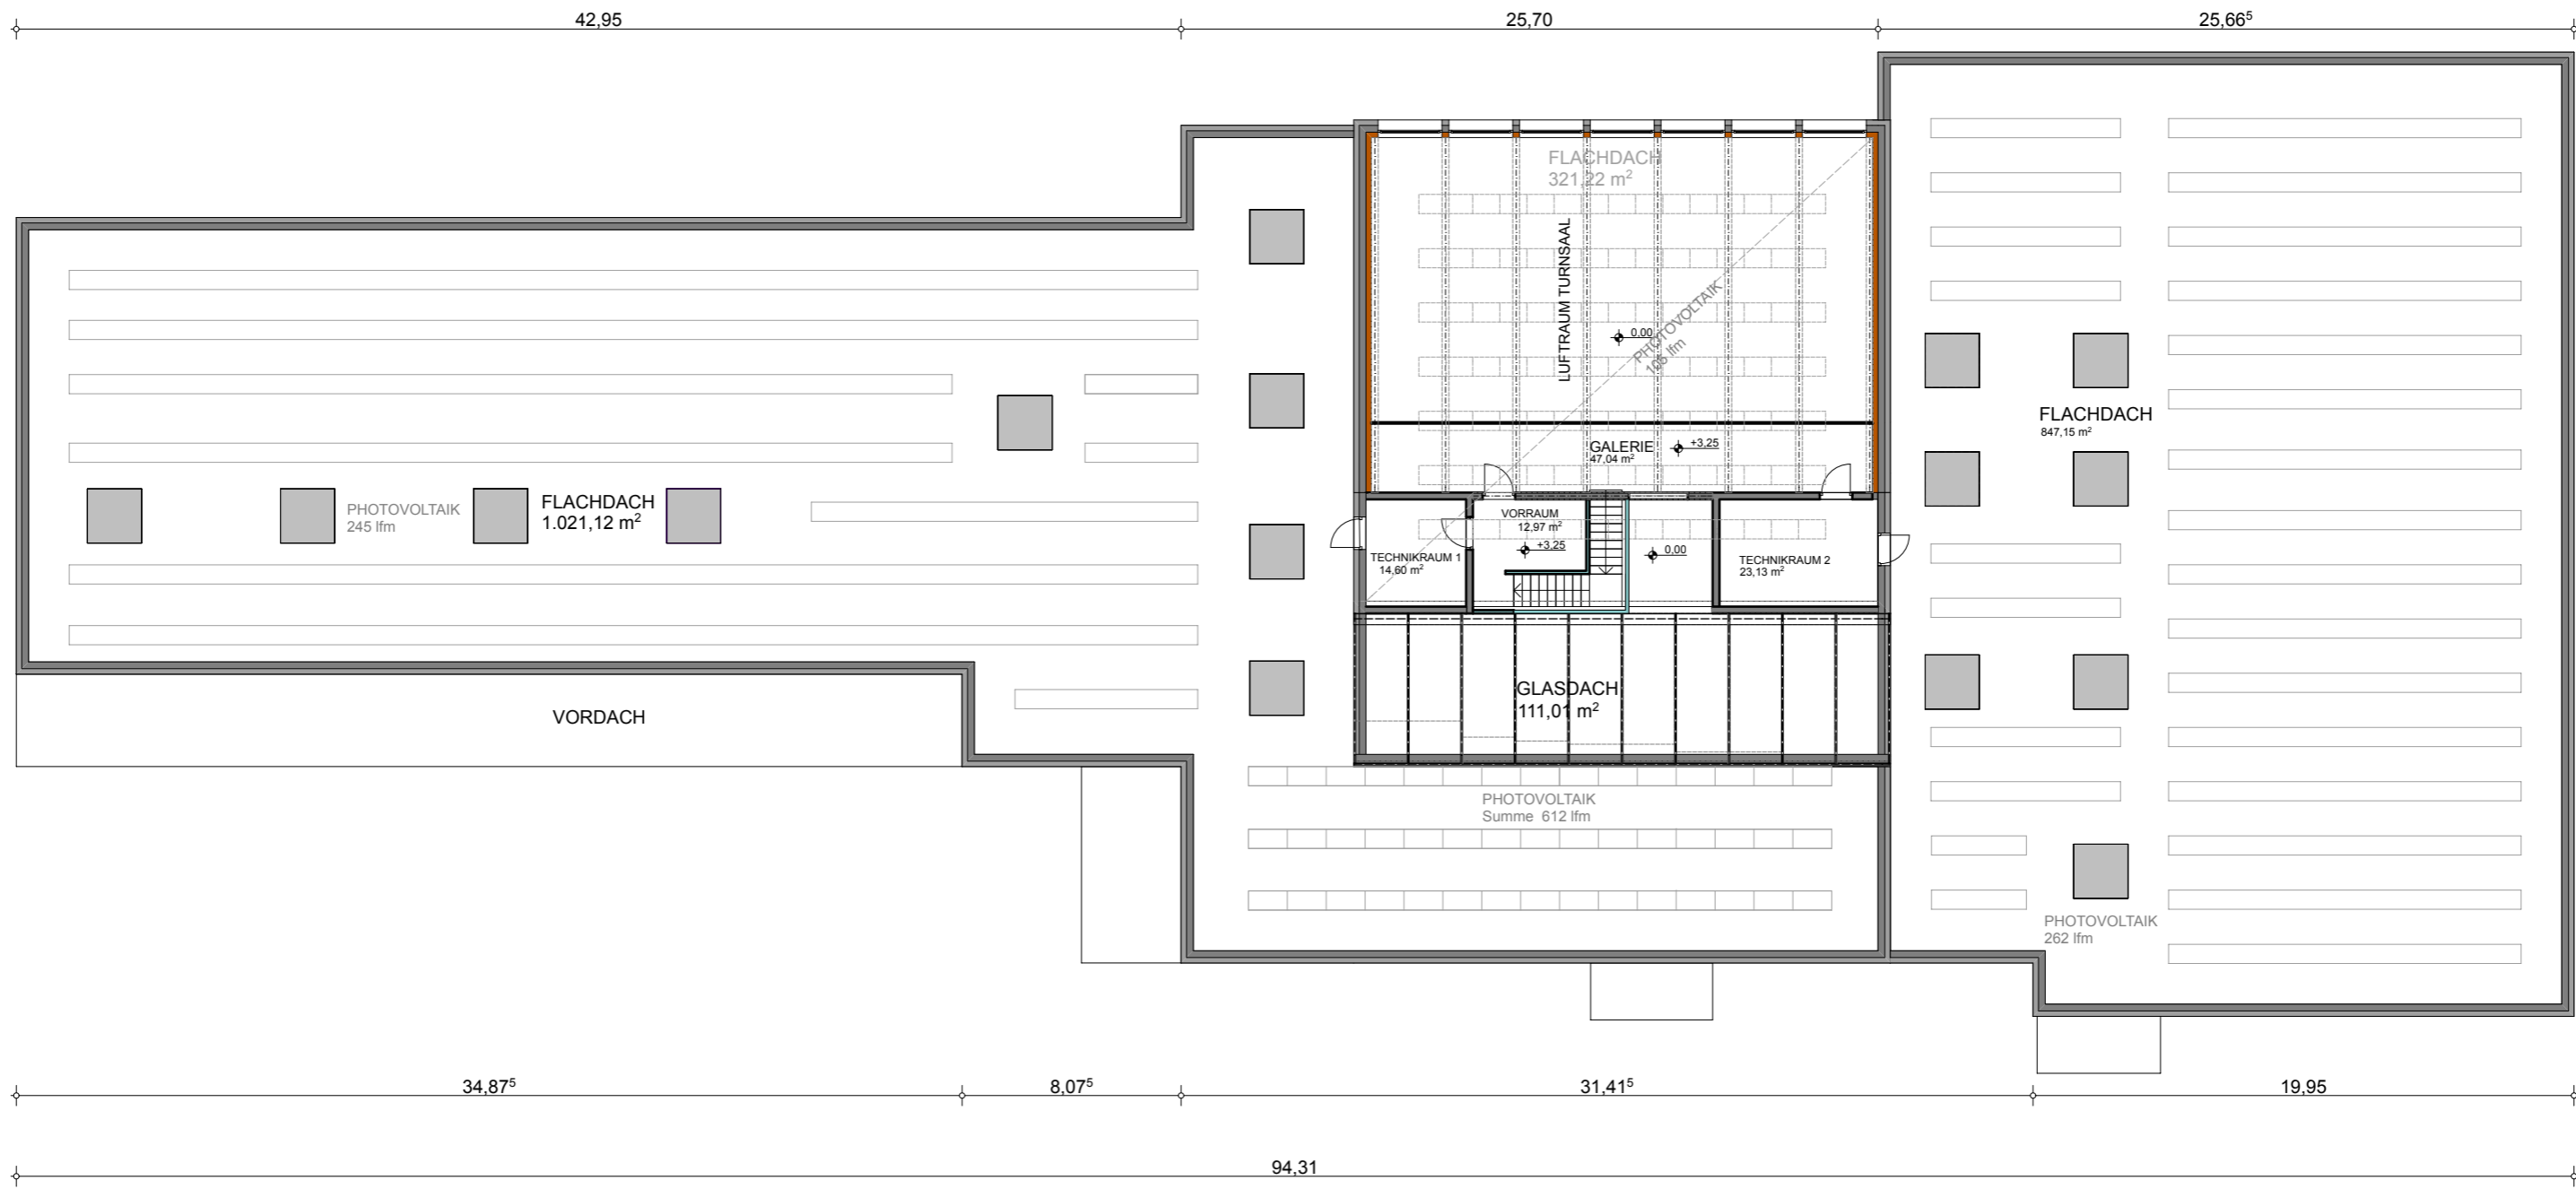 42,95
25,70
25,66⁵
FLACHDACH
321,22 m²
LUFTRAUM TURNSAAL
0,00
PHOTOVOLTAIK
105 lfm
FLACHDACH
847,15 m²
GALERIE
47,04 m²
+3,25
PHOTOVOLTAIK
245 lfm
FLACHDACH
1.021,12 m²
VORRAUM
12,97 m²
+3,25
0,00
TECHNIKRAUM 1
14,60 m²
TECHNIKRAUM 2
23,13 m²
GLASDACH
111,01 m²
VORDACH
PHOTOVOLTAIK
Summe 612 lfm
PHOTOVOLTAIK
262 lfm
34,87⁵
8,07⁵
31,41⁵
19,95
94,31